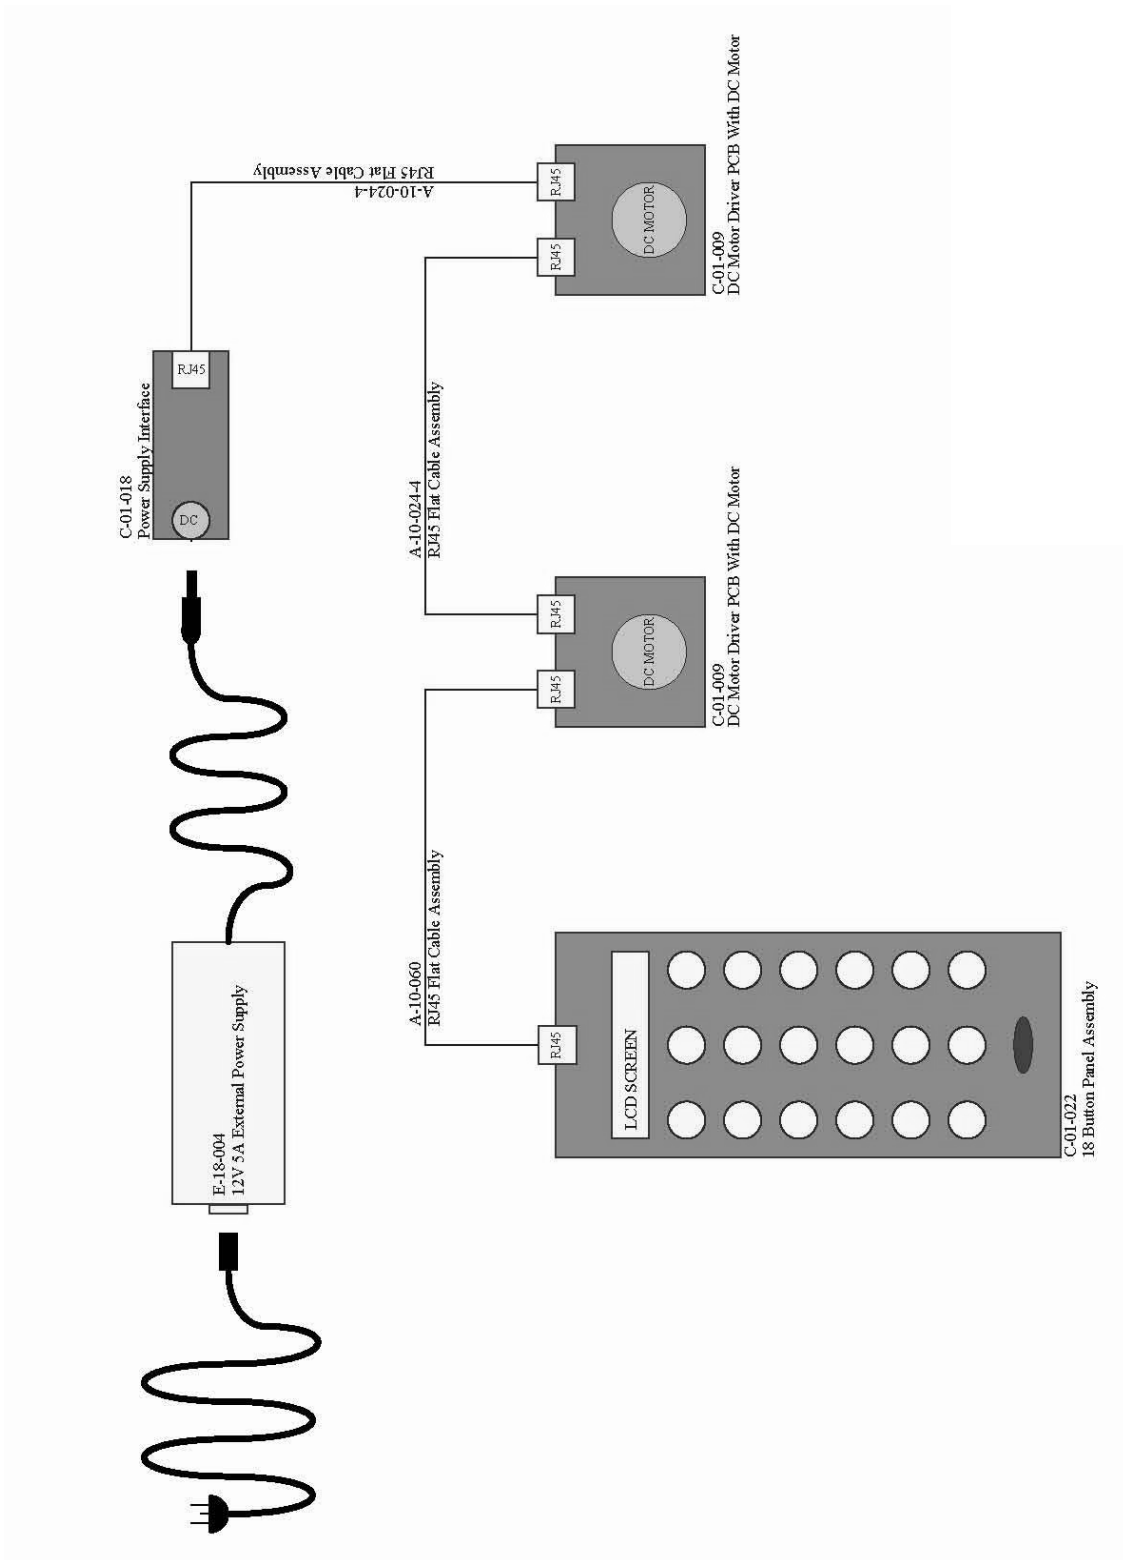 C-01-018
Power Supply Interface
DC
RJ45
A-10-024-4
RJ45 Flat Cable Assembly
E-18-004
12V 5A External Power Supply
A-10-060
RJ45 Flat Cable Assembly
A-10-024-4
RJ45 Flat Cable Assembly
RJ45
RJ45
RJ45
RJ45
RJ45
LCD SCREEN
DC MOTOR
DC MOTOR
C-01-009
DC Motor Driver PCB With DC Motor
C-01-009
DC Motor Driver PCB With DC Motor
C-01-022
18 Button Panel Assembly